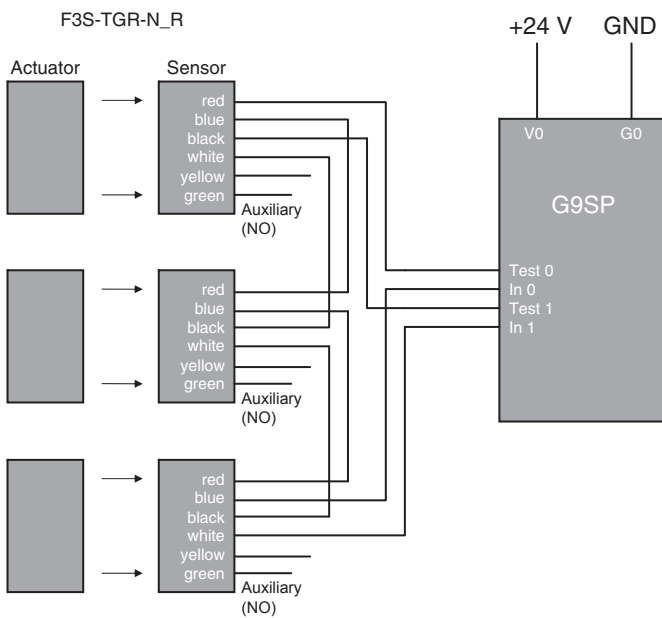 F3S-TGR-N_R
+24 V GND
Actuator Sensor
V0 G0
G9SP
red
blue
black
white
yellow
green
Auxiliary
(NO)
Test 0
In 0
Test 1
In 1
red
blue
black
white
yellow
green
Auxiliary
(NO)
red
blue
black
white
yellow
green
Auxiliary
(NO)